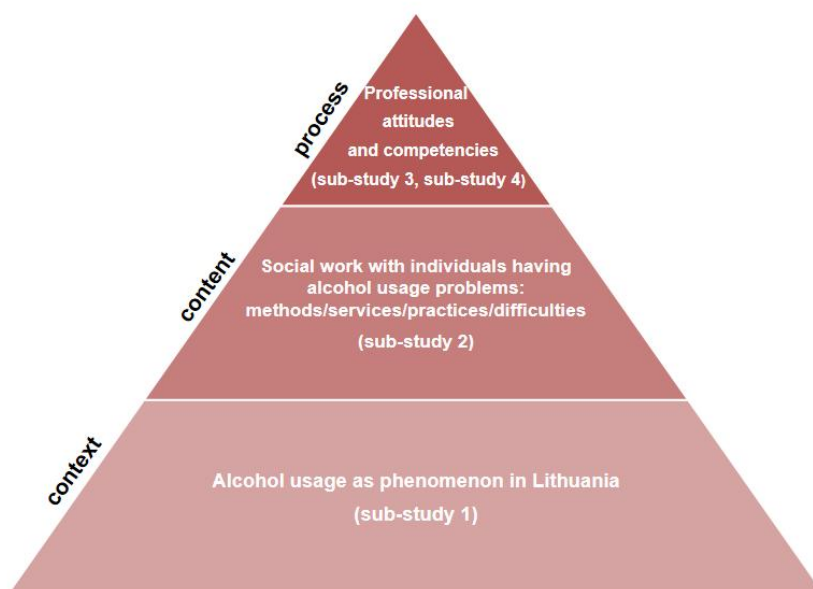 process
Professional
attitudes
and competencies
(sub-study 3, sub-study 4)
content
Social work with individuals having
alcohol usage problems:
methods/services/practices/difficulties
(sub-study 2)
context
Alcohol usage as phenomenon in Lithuania
(sub-study 1)